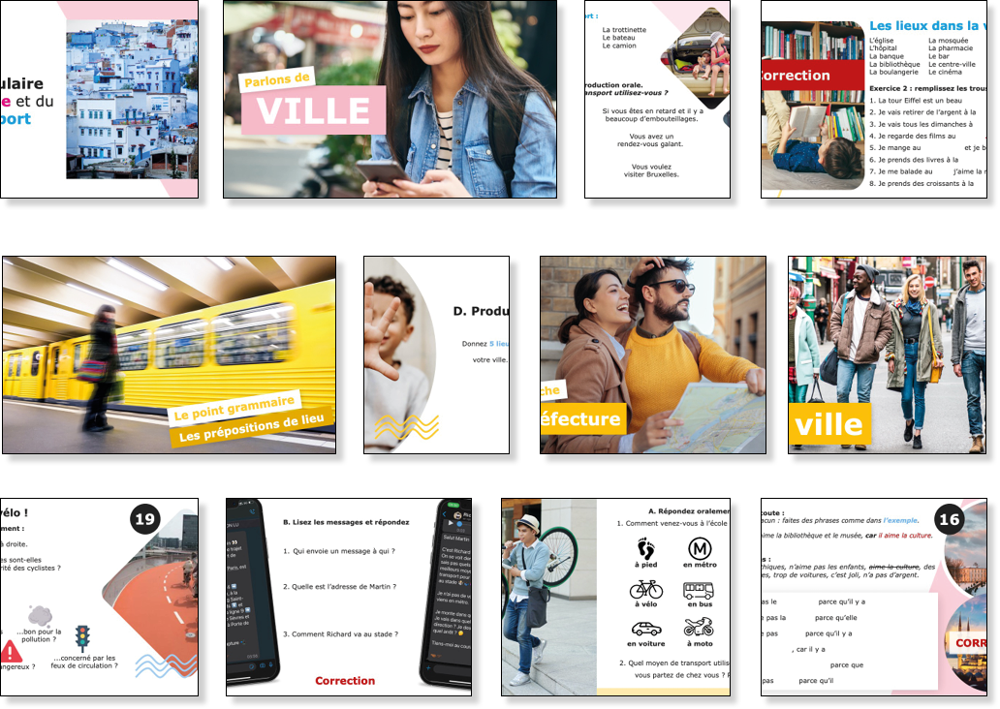 ulaire
e et du
port
Parlons de
VILLE
ort :
La trottinette
Le bateau
Le camion
roduction orale.
ansport utilisez-vous ?
Si vous êtes en retard et il y a
beaucoup d'embouteillages.
Vous avez un
rendez-vous galant.
Vous voulez
visiter Bruxelles.
Les lieux dans la v
L'église La mosquée
L'hôpital La pharmacie
La banque Le bar
La bibliothèque Le centre-ville
La boulangerie Le cinéma
Correction
Exercice 2 : remplissez les trou
1. La tour Eiffel est un beau
2. Je vais retirer de l'argent à la
3. Je vais tous les dimanches à
4. Je regarde des films au
5. Je mange au et je b
6. Je prends des livres à la
7. Je me balade au j'aime la r
8. Je prends des croissants à la
Le point grammaire
Les prépositions de lieu
D. Produ
Donnez 5 lieu
votre ville.
che
éfecture
ville
vélo !
ment :
à droite.
es sont-elles
rité des cyclistes ?
19
...bon pour la
pollution ?
angereux ?
...concerné par les
feux de circulation ?
B. Lisez les messages et répondez
1. Qui envoie un message à qui ?
2. Quelle est l'adresse de Martin ?
3. Comment Richard va au stade ?
Correction
A. Répondez oralemen
1. Comment venez-vous à l'école
M
à pied en métro
à vélo en bus
en voiture à moto
2. Quel moyen de transport utilis
vous partez de chez vous ? P
coute :
acun : faites des phrases comme dans l'exemple.
16
aime la bibliothèque et le musée, car il aime la culture.
s :
thiques, n'aime pas les enfants, aime la culture, des
es, trop de voitures, c'est joli, n'a pas d'argent.
pas le parce qu'il y a
pas la parce qu'elle
e pas parce qu'il y a
, car il y a
parce que
pas parce qu'il
CORR